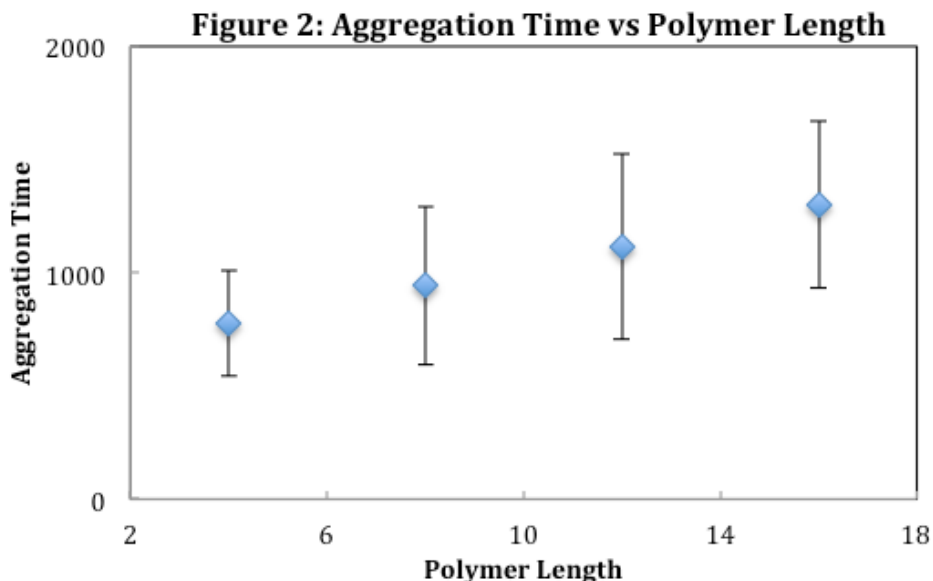 Figure 2: Aggregation Time vs Polymer Length
2000
1000
0
Aggregation Time
2 6 10 14 18
Polymer Length